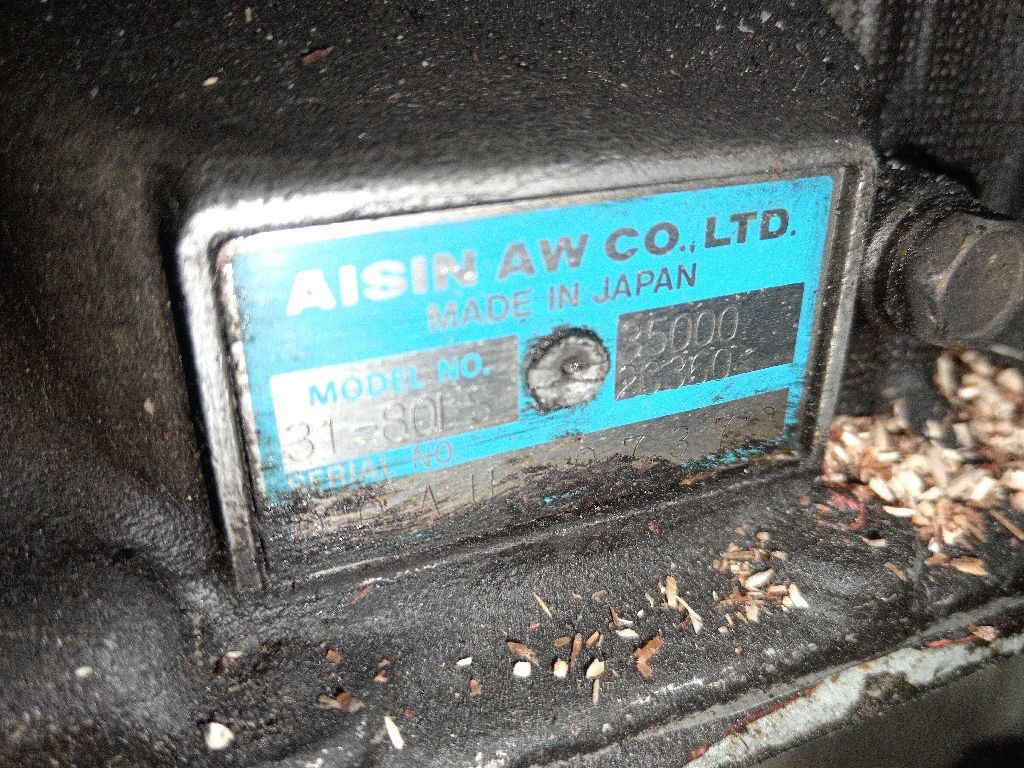 AISIN AW CO., LTD.
MADE IN JAPAN
MODEL NO.
35000
31-80LS
SERIAL NO